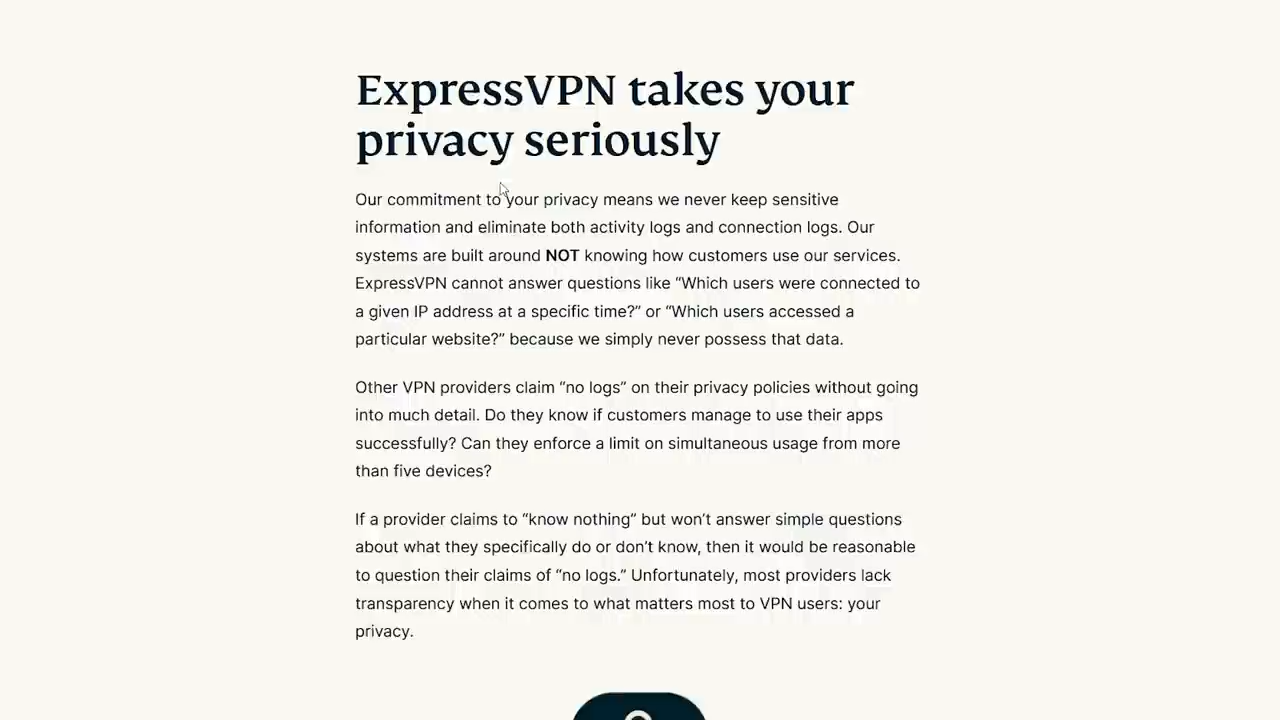 ExpressVPN takes your
privacy seriously
Our commitment to your privacy means we never keep sensitive
information and eliminate both activity logs and connection logs. Our
systems are built around NOT knowing how customers use our services.
ExpressVPN cannot answer questions like “Which users were connected to
a given IP address at a specific time?” or “Which users accessed a
particular website?” because we simply never possess that data.
Other VPN providers claim “no logs” on their privacy policies without going
into much detail. Do they know if customers manage to use their apps
successfully? Can they enforce a limit on simultaneous usage from more
than five devices?
If a provider claims to “know nothing” but won’t answer simple questions
about what they specifically do or don’t know, then it would be reasonable
to question their claims of “no logs.” Unfortunately, most providers lack
transparency when it comes to what matters most to VPN users: your
privacy.